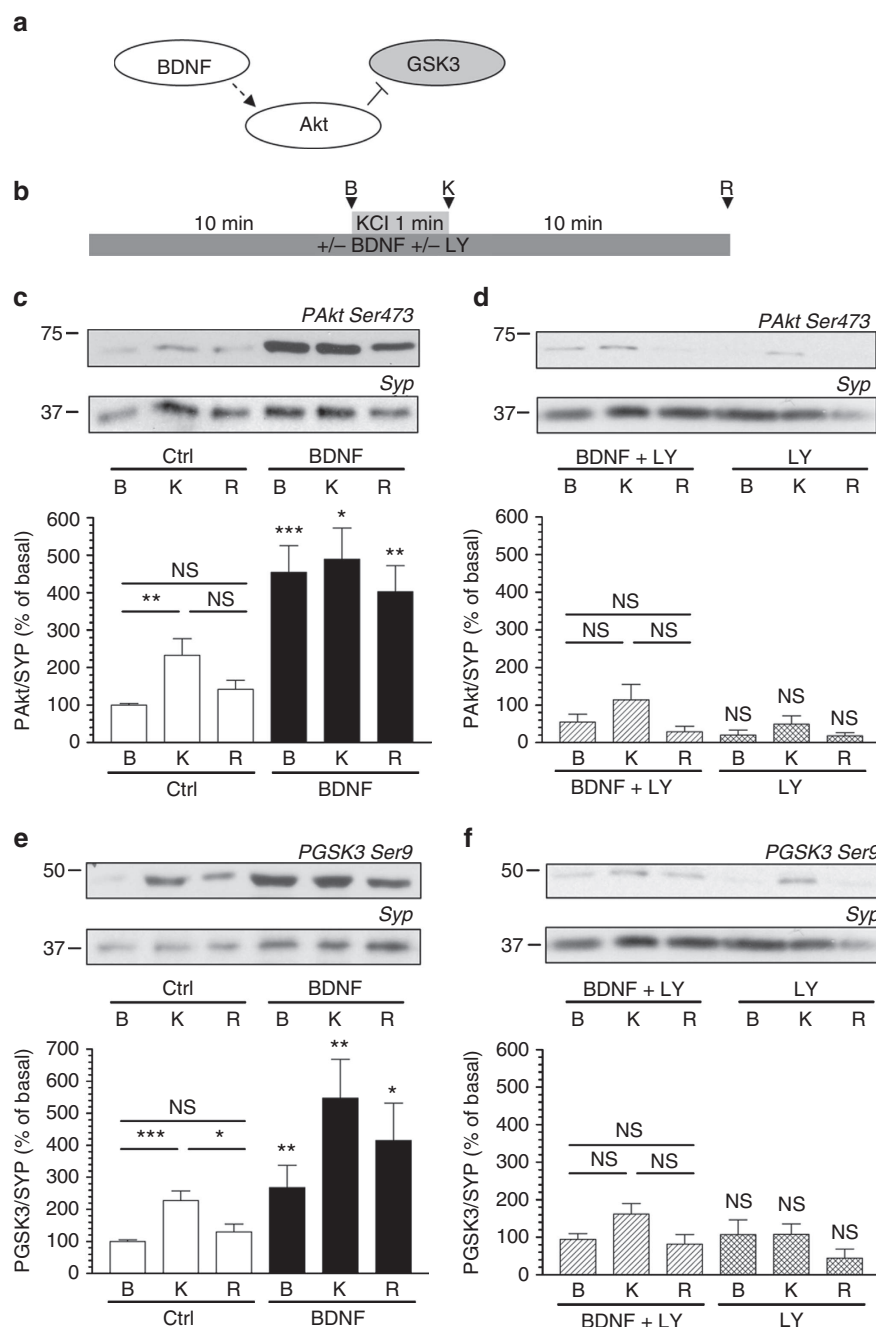 a
BDNF
GSK3
Akt
b
B K R
10 min KCl 1 min 10 min
+/– BDNF +/– LY
c
PAkt Ser473
75
Syp
37
Ctrl BDNF
B K R B K R
PAkt/SYP (% of basal)
600
500
400
300
200
100
0
NS
** NS
*** * **
B K R B K R
Ctrl BDNF
d
PAkt Ser473
75
Syp
37
BDNF + LY LY
B K R B K R
PAkt/SYP (% of basal)
600
500
400
300
200
100
0
NS
NS NS
NS NS NS
B K R B K R
BDNF + LY LY
e
PGSK3 Ser9
50
Syp
37
Ctrl BDNF
B K R B K R
PGSK3/SYP (% of basal)
700
600
500
400
300
200
100
0
NS
*** *
** ** *
B K R B K R
Ctrl BDNF
f
PGSK3 Ser9
50
Syp
37
BDNF + LY LY
B K R B K R
PGSK3/SYP (% of basal)
600
500
400
300
200
100
0
NS
NS NS
NS NS NS
B K R B K R
BDNF + LY LY